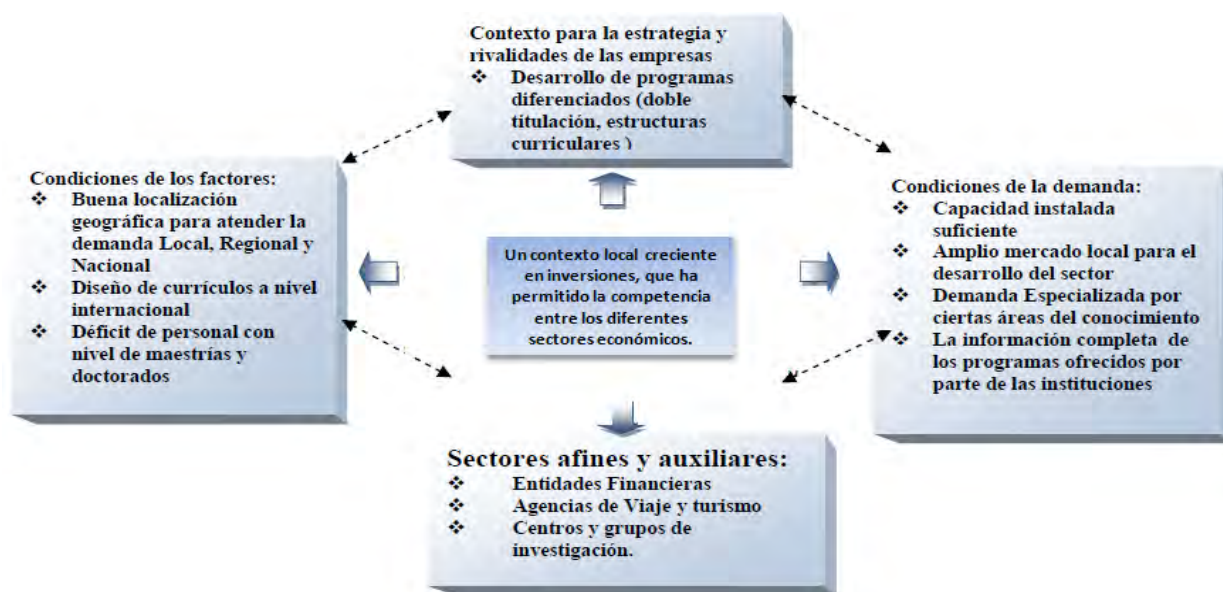 Contexto para la estrategia y
rivalidades de las empresas
❖ Desarrollo de programas
diferenciados (doble
titulación, estructuras
curriculares )
Condiciones de los factores:
❖ Buena localización
geográfica para atender la
demanda Local, Regional y
Nacional
❖ Diseño de currículos a nivel
internacional
❖ Déficit de personal con
nivel de maestrías y
doctorados
Un contexto local creciente
en inversiones, que ha
permitido la competencia
entre los diferentes
sectores económicos.
Condiciones de la demanda:
❖ Capacidad instalada
suficiente
❖ Amplio mercado local para el
desarrollo del sector
❖ Demanda Especializada por
ciertas áreas del conocimiento
❖ La información completa de
los programas ofrecidos por
parte de las instituciones
Sectores afines y auxiliares:
❖ Entidades Financieras
❖ Agencias de Viaje y turismo
❖ Centros y grupos de
investigación.